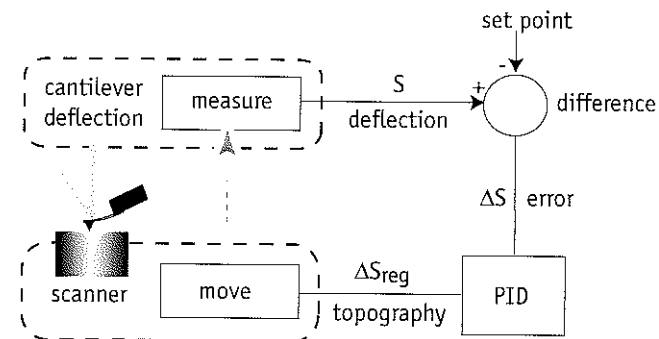 set point
-
cantilever
deflection
measure
S
deflection
+
difference
ΔS error
scanner
move
ΔSreg
topography
PID